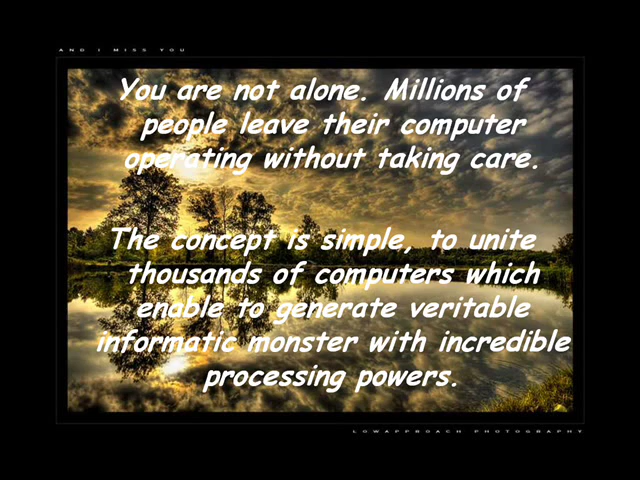 AND I MISS YOU
You are not alone. Millions of
people leave their computer
operating without taking care.
The concept is simple, to unite
thousands of computers which
enable to generate veritable
informatic monster with incredible
processing powers.
LOWAPPROACH PHOTOGRAPHY